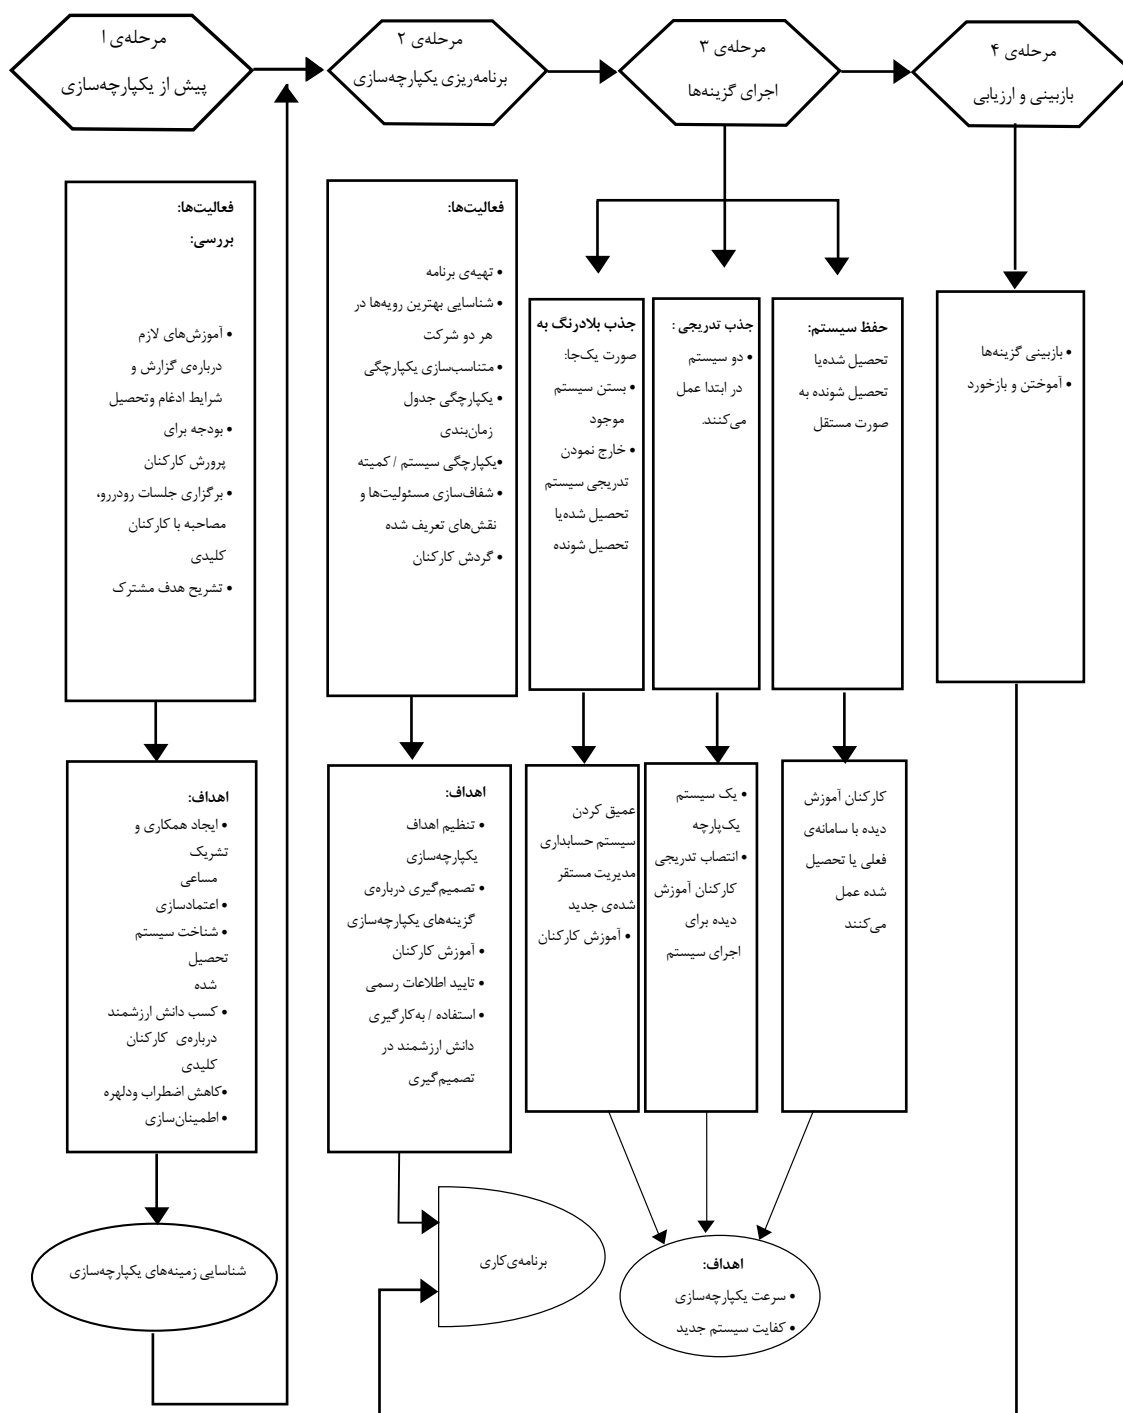 مرحله‌ی ۱
پیش از یکپارچه‌سازی
مرحله‌ی ۲
برنامه‌ریزی یکپارچه‌سازی
مرحله‌ی ۳
اجرای گزینه‌ها
مرحله‌ی ۴
بازبینی و ارزیابی
فعالیت‌ها:
بررسی:
• آموزش‌های لازم
درباره‌ی گزارش و
شرایط ادغام وتحصیل
• بودجه برای
پرورش کارکنان
• برگزاری جلسات رودررو،
مصاحبه با کارکنان
کلیدی
• تشریح هدف مشترک
فعالیت‌ها:
• تهیه‌ی برنامه
• شناسایی بهترین رویه‌ها در
هر دو شرکت
• متناسب‌سازی یکپارچگی
• یکپارچگی جدول
زمان‌بندی
•یکپارچگی سیستم / کمیته
• شفاف‌سازی مسئولیت‌ها و
نقش‌های تعریف شده
• گردش کارکنان
جذب بلادرنگ به
صورت یک‌جا:
• بستن سیستم
موجود
• خارج نمودن
تدریجی سیستم
تحصیل شده‌یا
تحصیل شونده
جذب تدریجی :
• دو سیستم
در ابتدا عمل
می‌کنند.
حفظ سیستم:
تحصیل شده‌یا
تحصیل شونده به
صورت مستقل
• بازبینی گزینه‌ها
• آموختن و بازخورد
اهداف:
• ایجاد همکاری و
تشریک
مساعی
• اعتمادسازی
• شناخت سیستم
تحصیل
شده
• کسب دانش ارزشمند
درباره‌ی کارکنان
کلیدی
•کاهش اضطراب ودلهره
• اطمینان‌سازی
اهداف:
• تنظیم اهداف
یکپارچه‌سازی
• تصمیم‌گیری درباره‌ی
گزینه‌های یکپارچه‌سازی
• آموزش کارکنان
• تایید اطلاعات رسمی
• استفاده / به‌کارگیری
دانش ارزشمند در
تصمیم‌گیری
عمیق کردن
سیستم حسابداری
مدیریت مستقر
شده‌ی جدید
• آموزش کارکنان
• یک سیستم
یک‌پارچه
• انتصاب تدریجی
کارکنان آموزش
دیده برای
اجرای سیستم
کارکنان آموزش
دیده با سامانه‌ی
فعلی یا تحصیل
شده عمل
می‌کنند
شناسایی زمینه‌های یکپارچه‌سازی
برنامه‌ی‌کاری
اهداف:
• سرعت یکپارچه‌سازی
• کفایت سیستم جدید